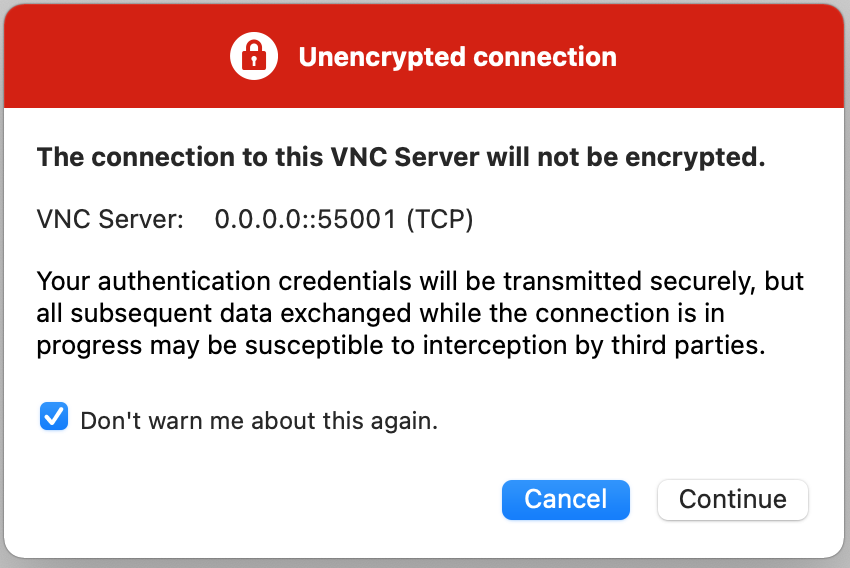 Unencrypted connection
The connection to this VNC Server will not be encrypted.
VNC Server: 0.0.0.0::55001 (TCP)
Your authentication credentials will be transmitted securely, but
all subsequent data exchanged while the connection is in
progress may be susceptible to interception by third parties.
Don't warn me about this again.
Cancel Continue